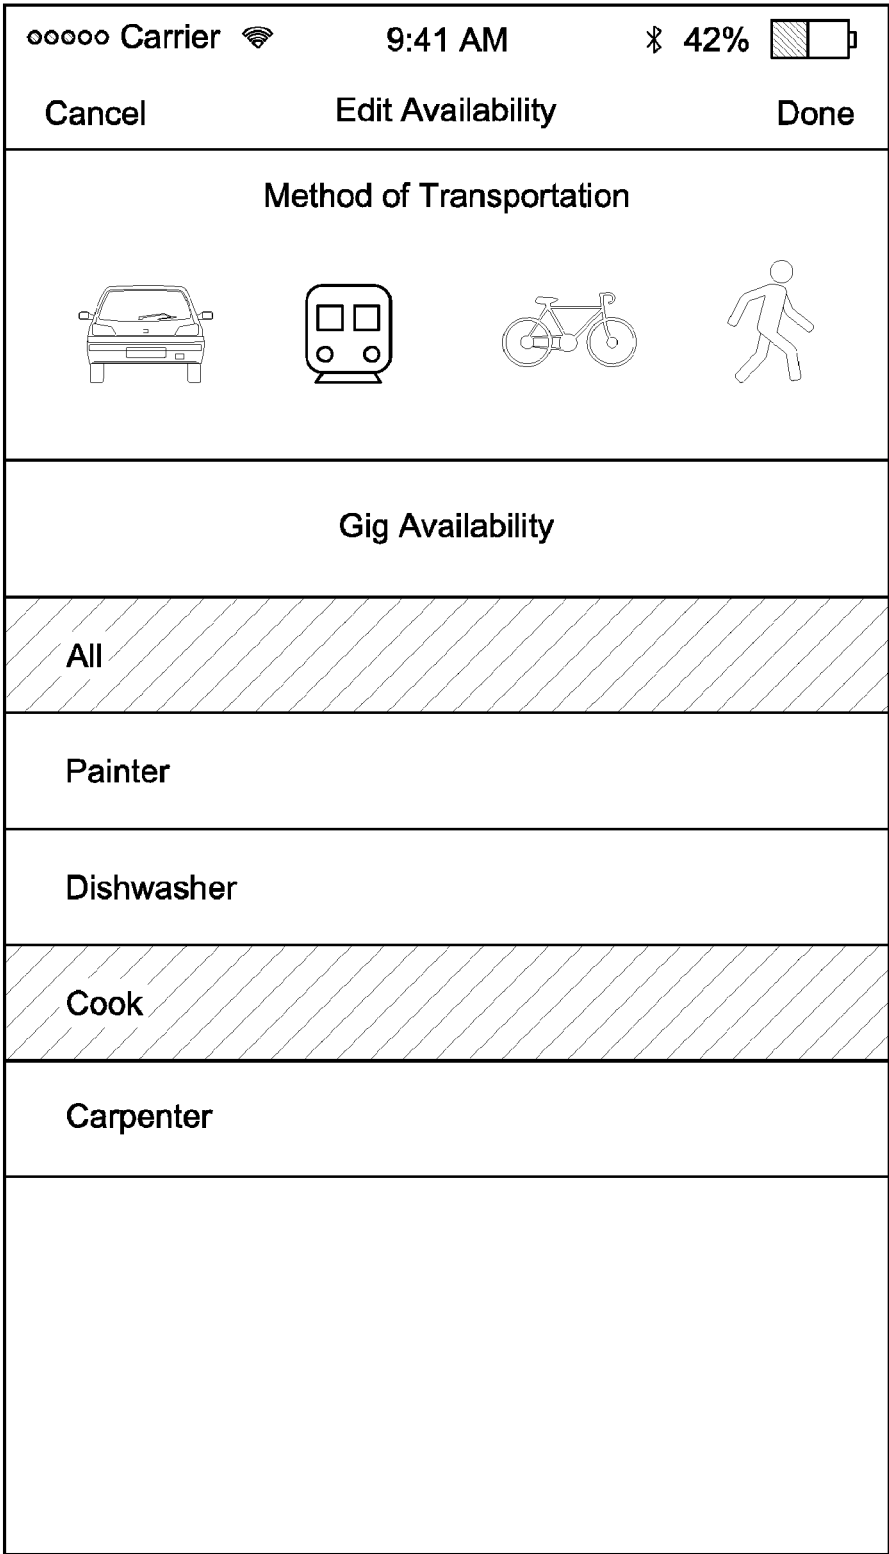 Carrier 9:41 AM 42%
Cancel Edit Availability Done
Method of Transportation
Gig Availability
All
Painter
Dishwasher
Cook
Carpenter